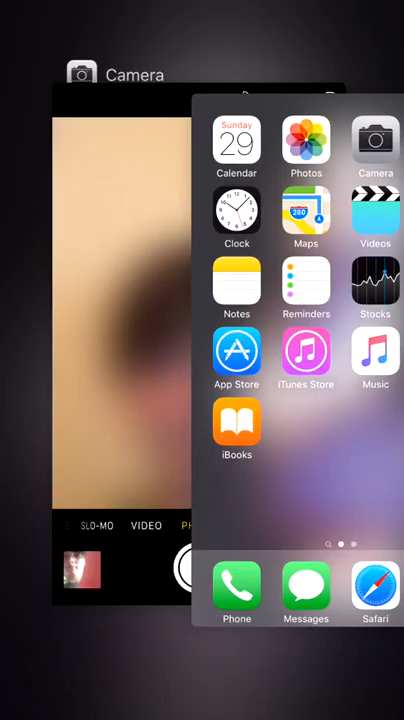 Camera
Sunday
29
Calendar
Photos
Camera
Clock
280
Maps
Videos
Notes
Reminders
Stocks
App Store
iTunes Store
Music
iBooks
SLO-MO VIDEO PH
Phone
Messages
Safari